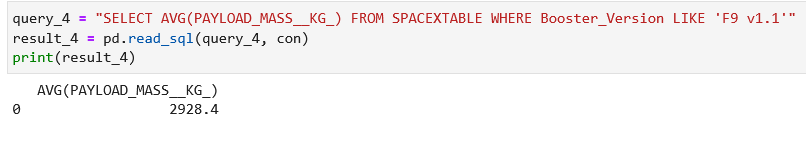 query_4 = "SELECT AVG(PAYLOAD_MASS__KG_) FROM SPACEXTABLE WHERE Booster_Version LIKE 'F9 v1.1'"
result_4 = pd.read_sql(query_4, con)
print(result_4)
AVG(PAYLOAD_MASS__KG_)
0 2928.4